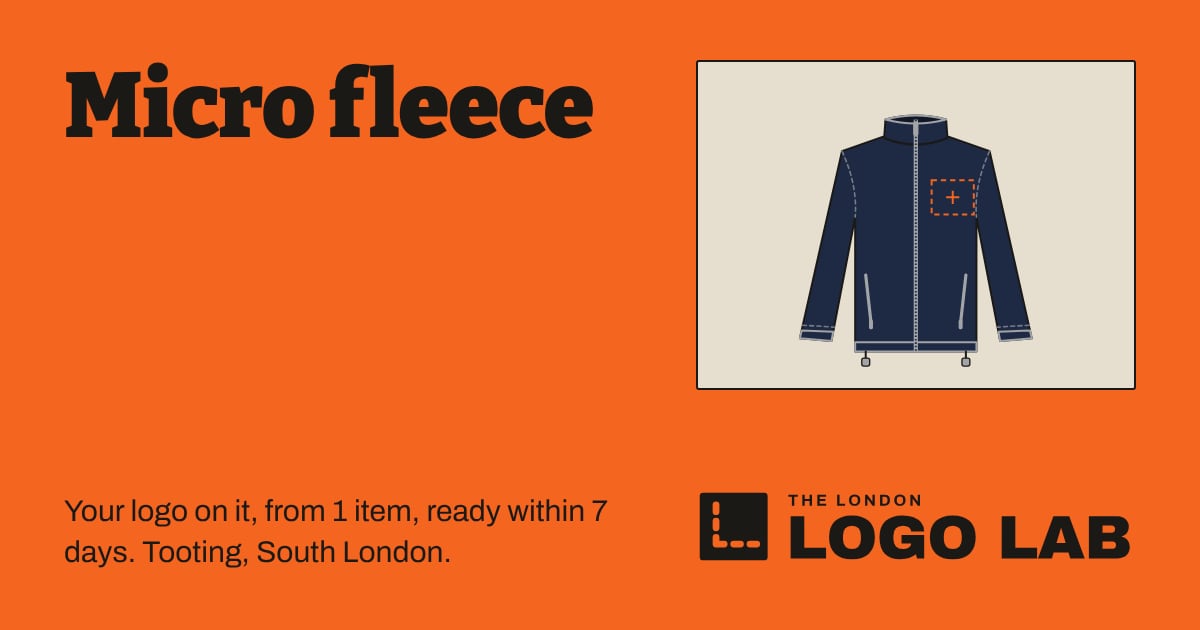 Micro fleece
Your logo on it, from 1 item, ready within 7
days. Tooting, South London.
THE LONDON
LOGO LAB